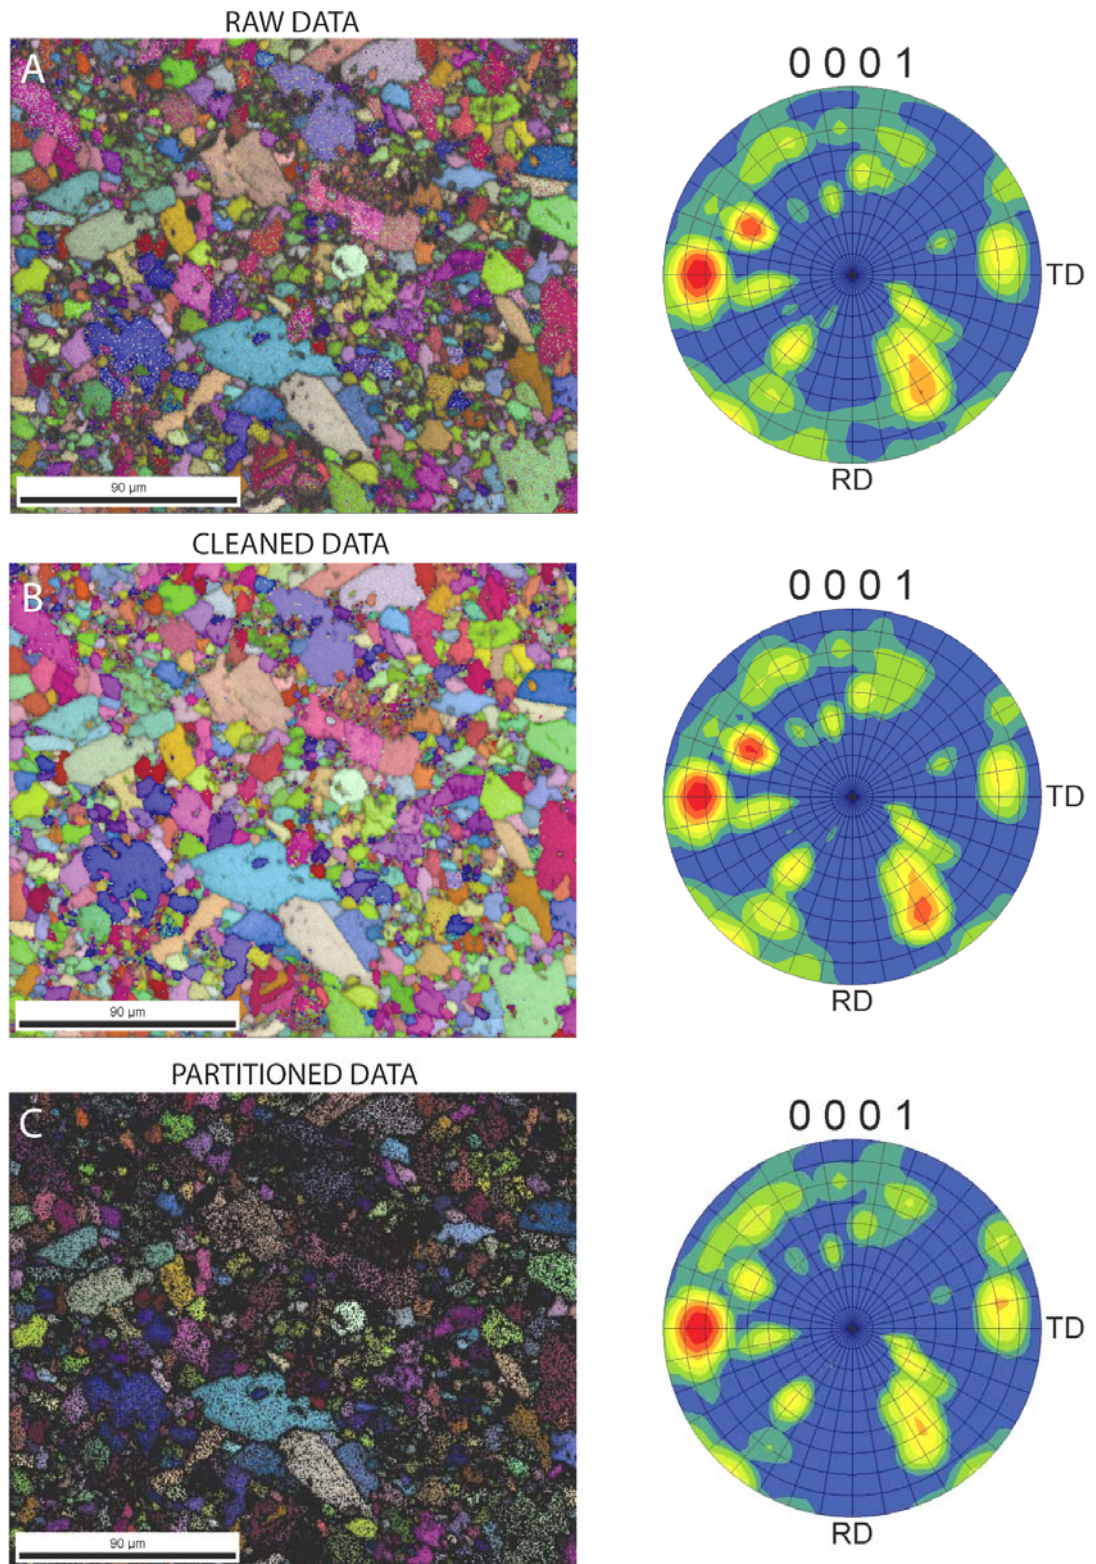 RAW DATA
A
90 µm
0 0 0 1
TD
RD
CLEANED DATA
B
90 µm
0 0 0 1
TD
RD
PARTITIONED DATA
C
90 µm
0 0 0 1
TD
RD